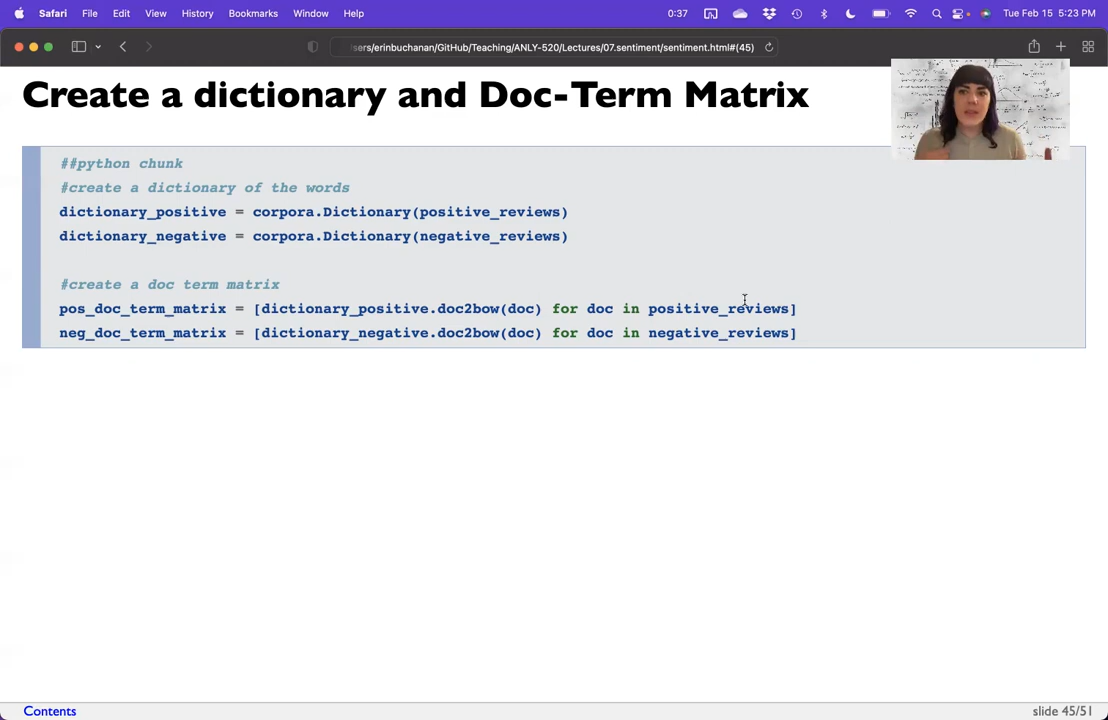 Safari File Edit View History Bookmarks Window Help 0:37 Tue Feb 15 5:23 PM
sers/erinbuchanan/GitHub/Teaching/ANLY-520/Lectures/07.sentiment/sentiment.html#(45)
Create a dictionary and Doc-Term Matrix
##python chunk
#create a dictionary of the words
dictionary_positive = corpora.Dictionary(positive_reviews)
dictionary_negative = corpora.Dictionary(negative_reviews)
#create a doc term matrix
pos_doc_term_matrix = [dictionary_positive.doc2bow(doc) for doc in positive_reviews]
neg_doc_term_matrix = [dictionary_negative.doc2bow(doc) for doc in negative_reviews]
Contents slide 45/51